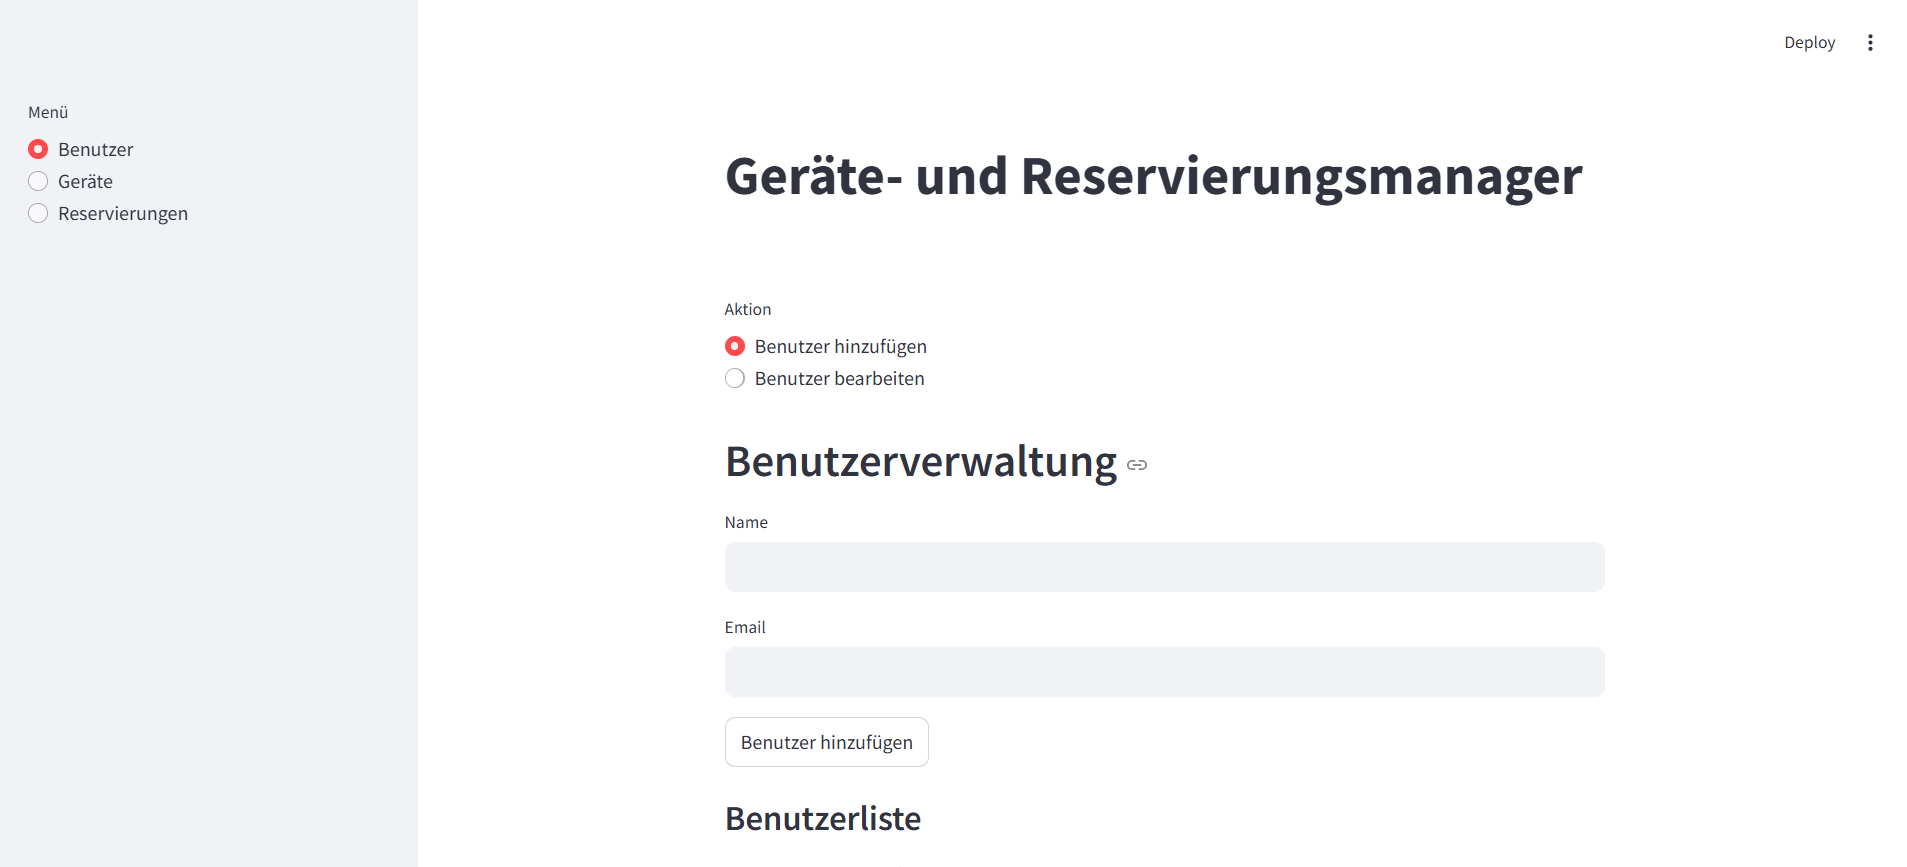 Deploy
Menü
Benutzer
Geräte
Reservierungen
Geräte- und Reservierungsmanager
Aktion
Benutzer hinzufügen
Benutzer bearbeiten
Benutzerverwaltung
Name
Email
Benutzer hinzufügen
Benutzerliste